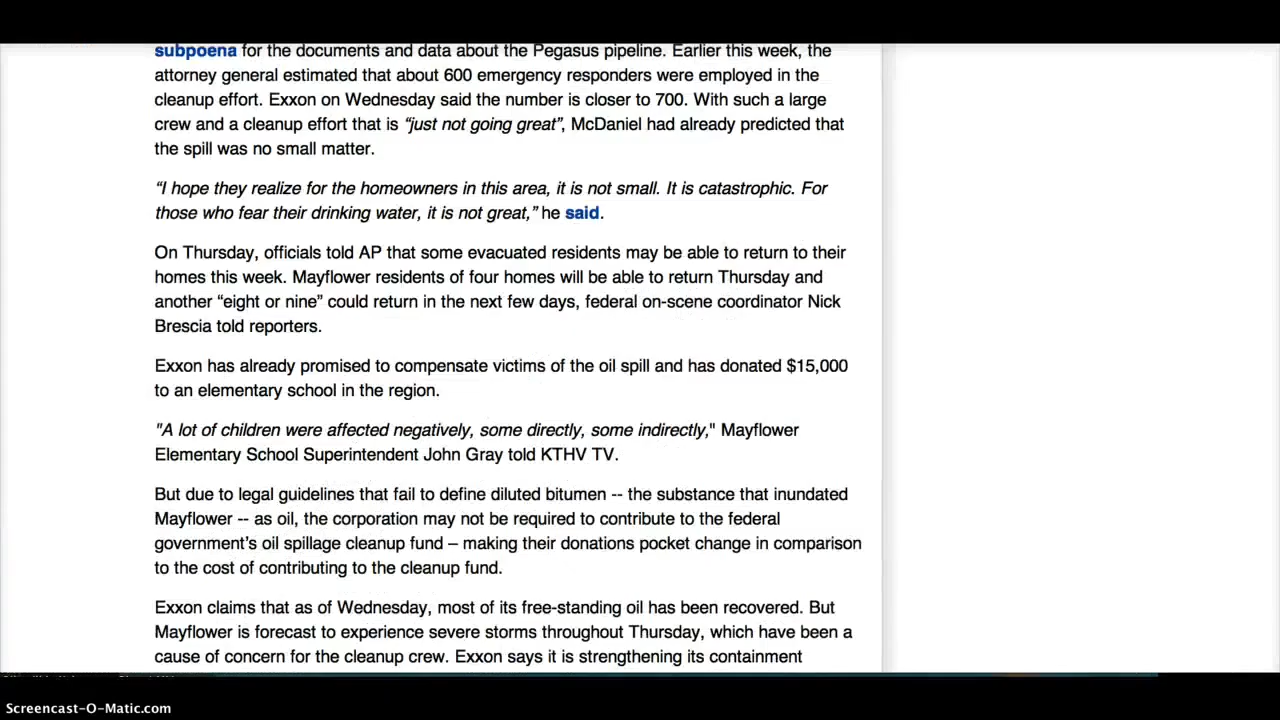 subpoena for the documents and data about the Pegasus pipeline. Earlier this week, the
attorney general estimated that about 600 emergency responders were employed in the
cleanup effort. Exxon on Wednesday said the number is closer to 700. With such a large
crew and a cleanup effort that is “just not going great”, McDaniel had already predicted that
the spill was no small matter.
“I hope they realize for the homeowners in this area, it is not small. It is catastrophic. For
those who fear their drinking water, it is not great,” he said.
On Thursday, officials told AP that some evacuated residents may be able to return to their
homes this week. Mayflower residents of four homes will be able to return Thursday and
another “eight or nine” could return in the next few days, federal on-scene coordinator Nick
Brescia told reporters.
Exxon has already promised to compensate victims of the oil spill and has donated $15,000
to an elementary school in the region.
"A lot of children were affected negatively, some directly, some indirectly," Mayflower
Elementary School Superintendent John Gray told KTHV TV.
But due to legal guidelines that fail to define diluted bitumen -- the substance that inundated
Mayflower -- as oil, the corporation may not be required to contribute to the federal
government’s oil spillage cleanup fund – making their donations pocket change in comparison
to the cost of contributing to the cleanup fund.
Exxon claims that as of Wednesday, most of its free-standing oil has been recovered. But
Mayflower is forecast to experience severe storms throughout Thursday, which have been a
cause of concern for the cleanup crew. Exxon says it is strengthening its containment
Screencast-O-Matic.com